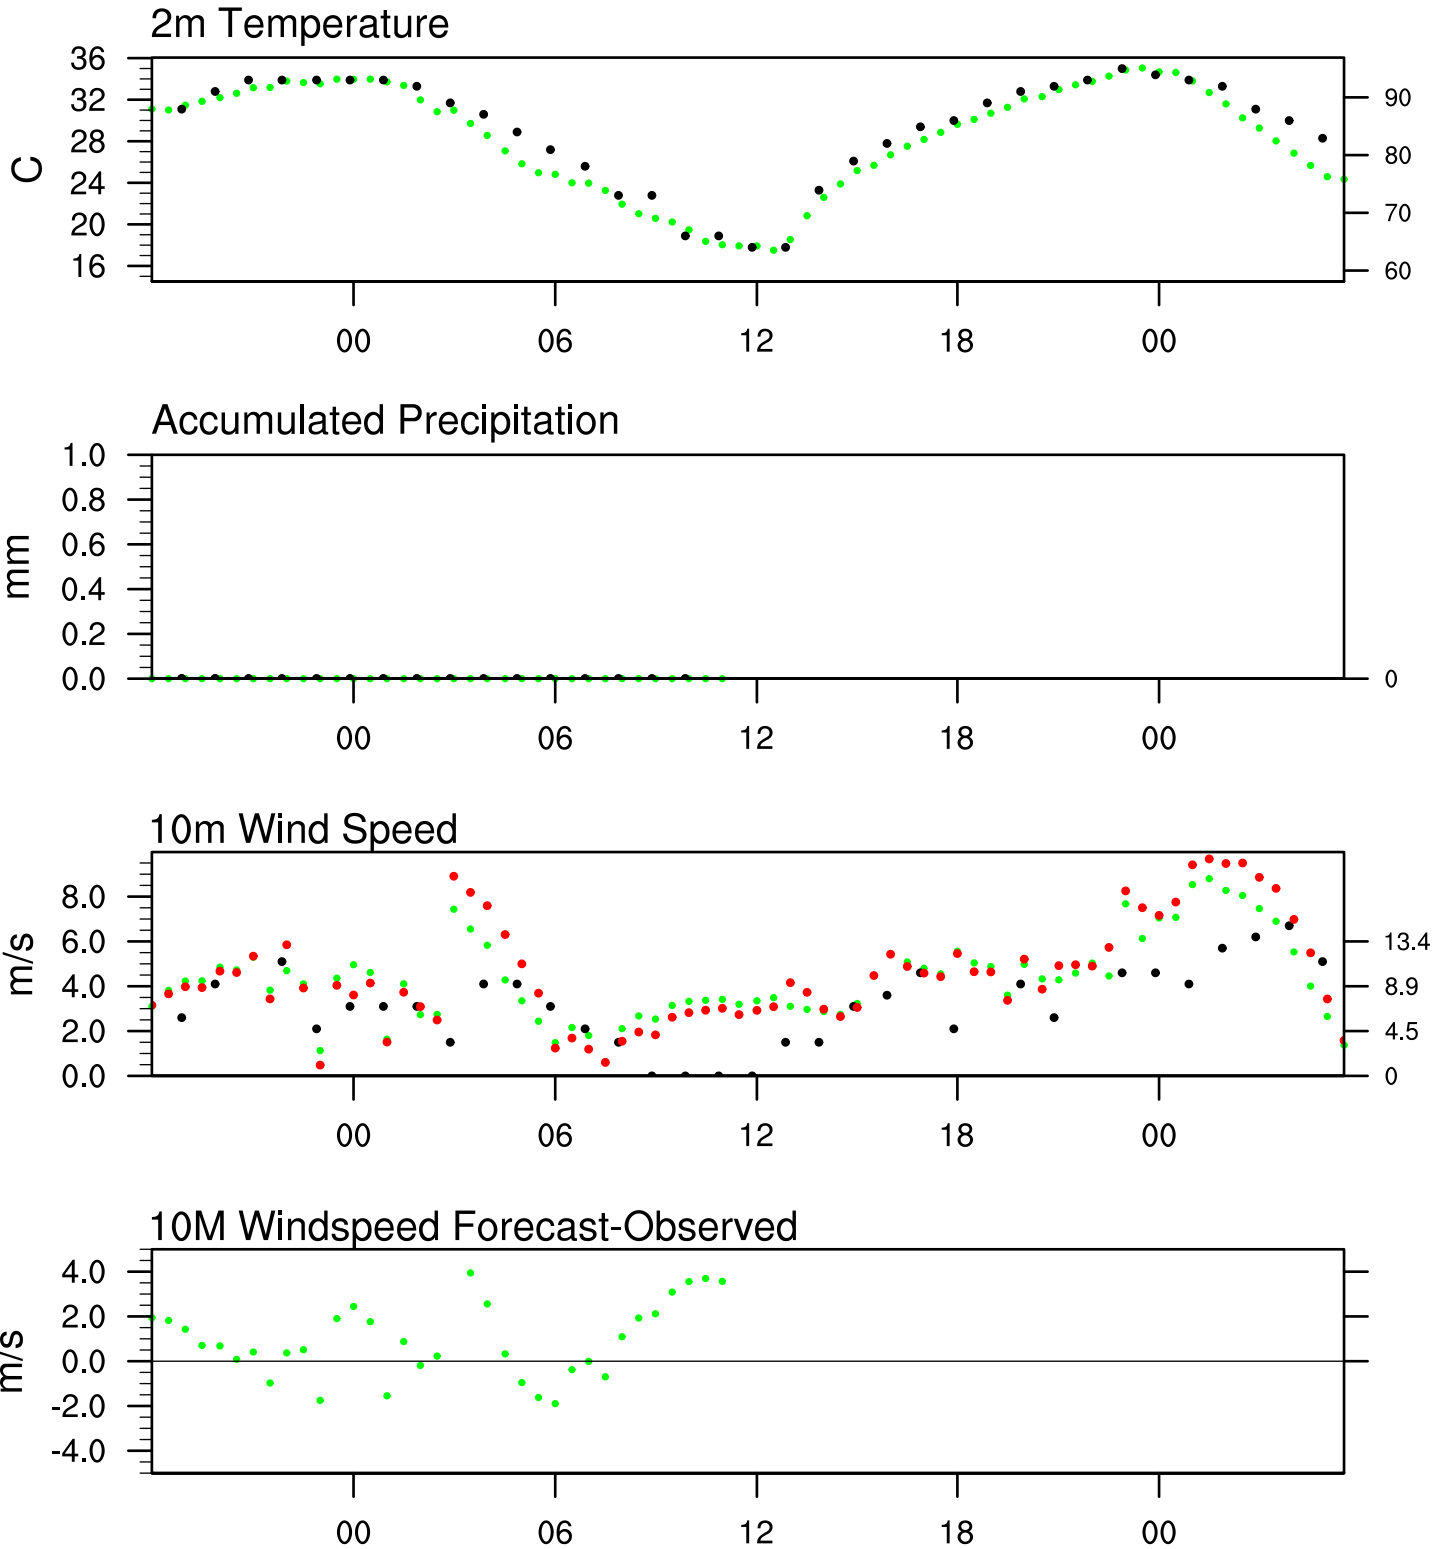 2m Temperature
36
32
28
24
20
16
C
90
80
70
60
00 06 12 18 00
Accumulated Precipitation
1.0
0.8
0.6
0.4
0.2
0.0
mm
0
00 06 12 18 00
10m Wind Speed
8.0
6.0
4.0
2.0
0.0
m/s
13.4
8.9
4.5
0
00 06 12 18 00
10M Windspeed Forecast-Observed
4.0
2.0
0.0
-2.0
-4.0
m/s
00 06 12 18 00